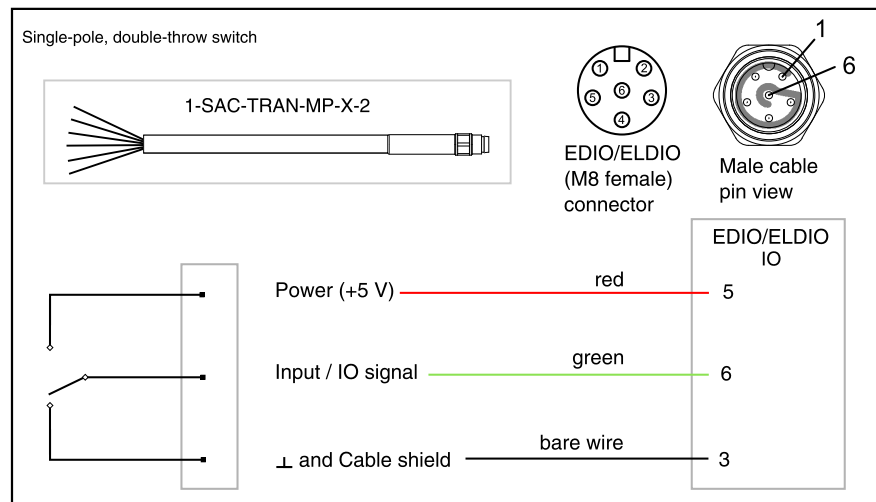 Single-pole, double-throw switch
1-SAC-TRAN-MP-X-2
1
2
3
4
5
6
EDIO/ELDIO
(M8 female)
connector
1
6
Male cable
pin view
EDIO/ELDIO
IO
Power (+5 V)
red
5
Input / IO signal
green
6
⊥ and Cable shield
bare wire
3